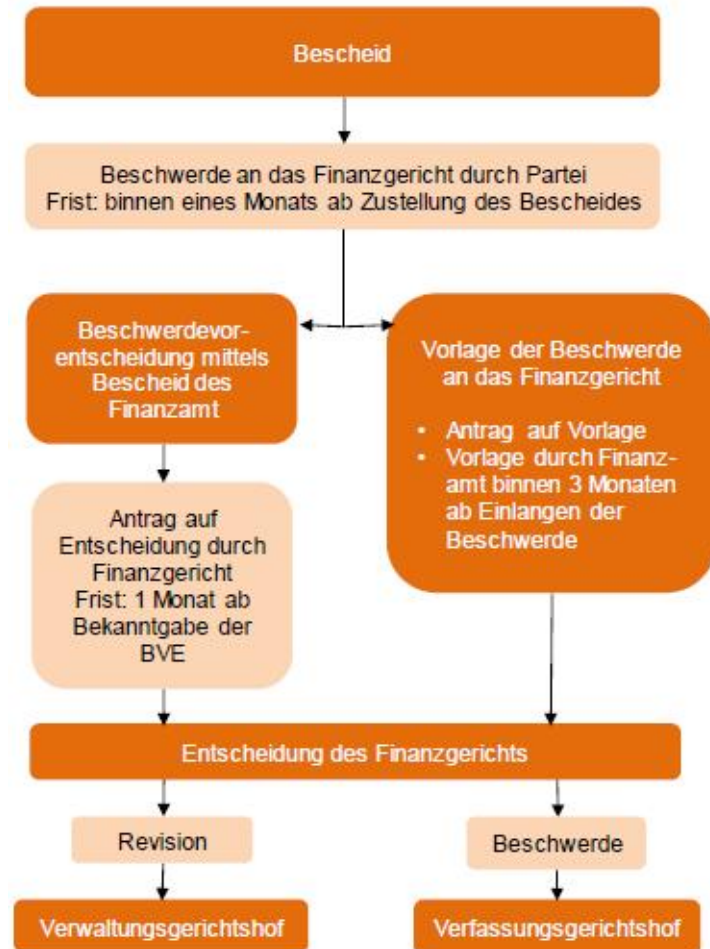 Bescheid
Beschwerde an das Finanzgericht durch Partei
Frist: binnen eines Monats ab Zustellung des Bescheides
Beschwerdevor-
entscheidung mittels
Bescheid des
Finanzamt
Vorlage der Beschwerde
an das Finanzgericht
• Antrag auf Vorlage
• Vorlage durch Finanz-
amt binnen 3 Monaten
ab Einlangen der
Beschwerde
Antrag auf
Entscheidung durch
Finanzgericht
Frist: 1 Monat ab
Bekanntgabe der
BVE
Entscheidung des Finanzgerichts
Revision
Beschwerde
Verwaltungsgerichtshof
Verfassungsgerichtshof